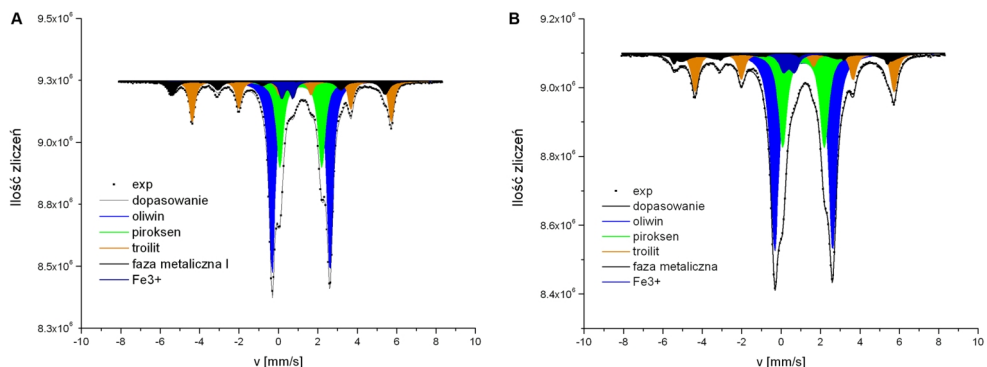 A
9.5x10⁶
9.3x10⁶
9.0x10⁶
8.8x10⁶
8.5x10⁶
8.3x10⁶
Ilość zliczeń
exp
dopasowanie
oliwin
piroksen
troilit
faza metaliczna I
Fe3+
-10 -8 -6 -4 -2 0 2 4 6 8 10
v [mm/s]
B
9.2x10⁶
9.0x10⁶
8.8x10⁶
8.6x10⁶
8.4x10⁶
Ilość zliczeń
exp
dopasowanie
oliwin
piroksen
troilit
faza metaliczna
Fe3+
-10 -8 -6 -4 -2 0 2 4 6 8 10
v [mm/s]